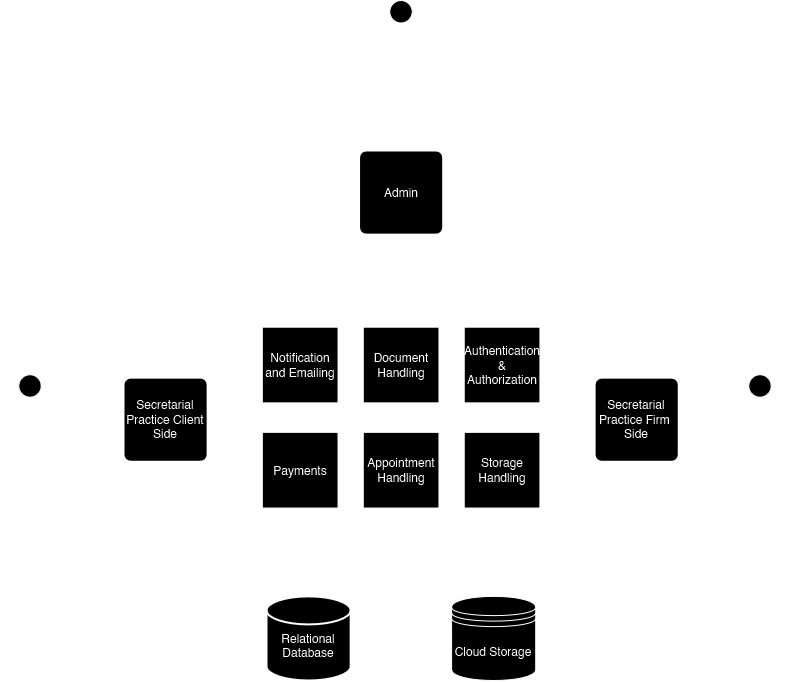 Admin
Notification
and Emailing
Document
Handling
Authentication
&
Authorization
Secretarial
Practice Client
Side
Secretarial
Practice Firm
Side
Payments
Appointment
Handling
Storage
Handling
Relational
Database
Cloud Storage